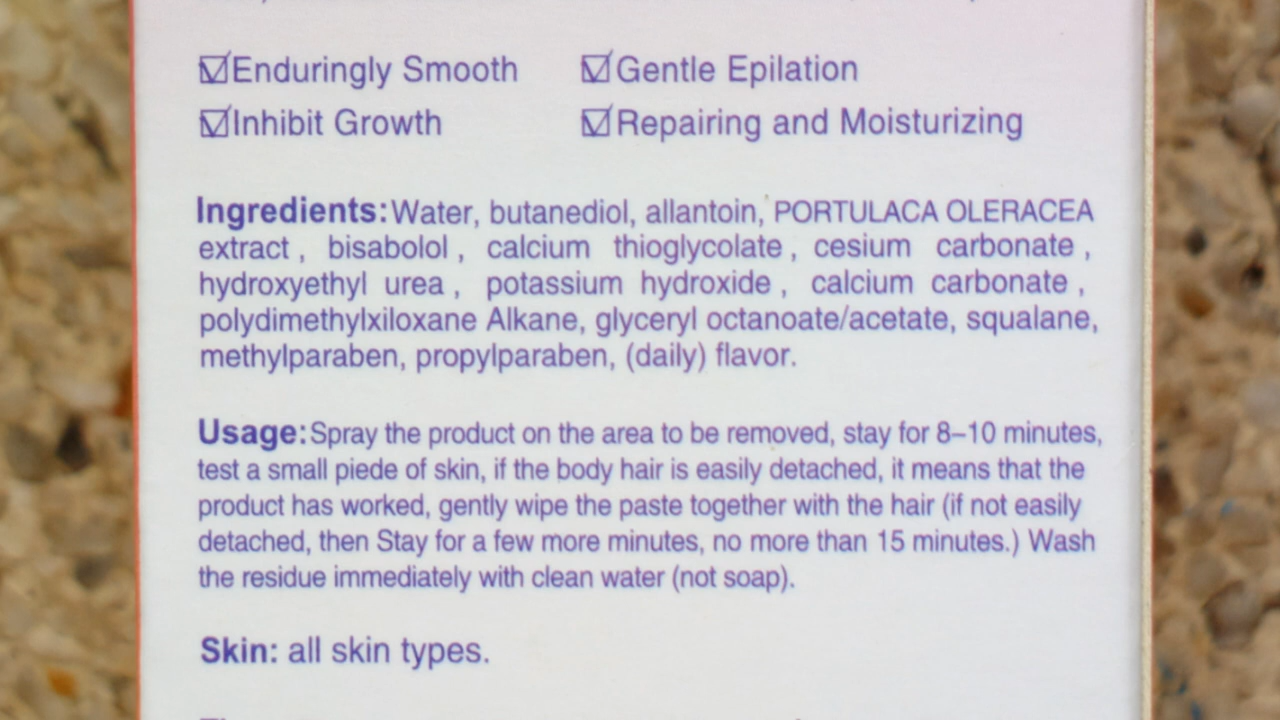 ☑Enduringly Smooth ☑Gentle Epilation
☑Inhibit Growth ☑Repairing and Moisturizing
Ingredients: Water, butanediol, allantoin, PORTULACA OLERACEA
extract , bisabolol , calcium thioglycolate , cesium carbonate ,
hydroxyethyl urea , potassium hydroxide , calcium carbonate ,
polydimethylxiloxane Alkane, glyceryl octanoate/acetate, squalane,
methylparaben, propylparaben, (daily) flavor.
Usage: Spray the product on the area to be removed, stay for 8–10 minutes,
test a small piede of skin, if the body hair is easily detached, it means that the
product has worked, gently wipe the paste together with the hair (if not easily
detached, then Stay for a few more minutes, no more than 15 minutes.) Wash
the residue immediately with clean water (not soap).
Skin: all skin types.